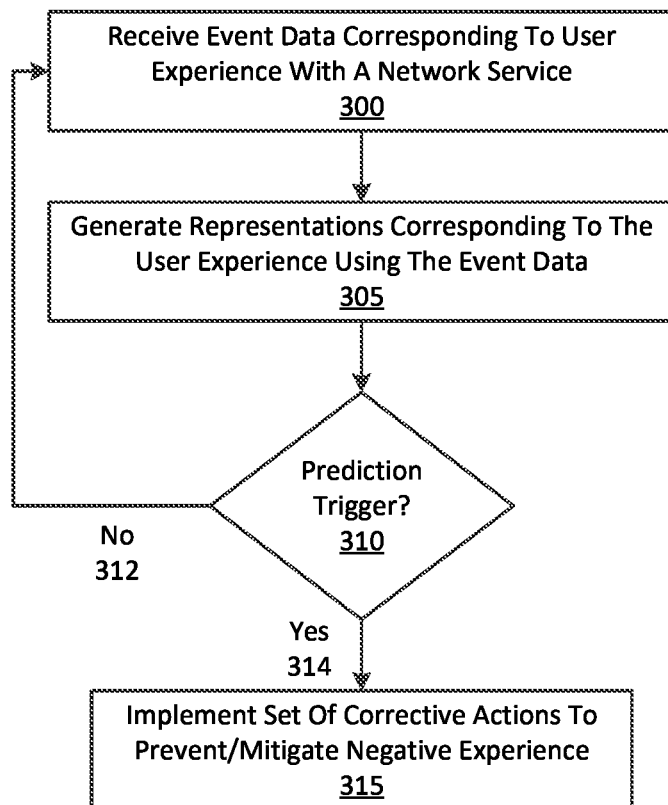 Receive Event Data Corresponding To User
Experience With A Network Service
300
Generate Representations Corresponding To The
User Experience Using The Event Data
305
Prediction
Trigger?
310
No
312
Yes
314
Implement Set Of Corrective Actions To
Prevent/Mitigate Negative Experience
315